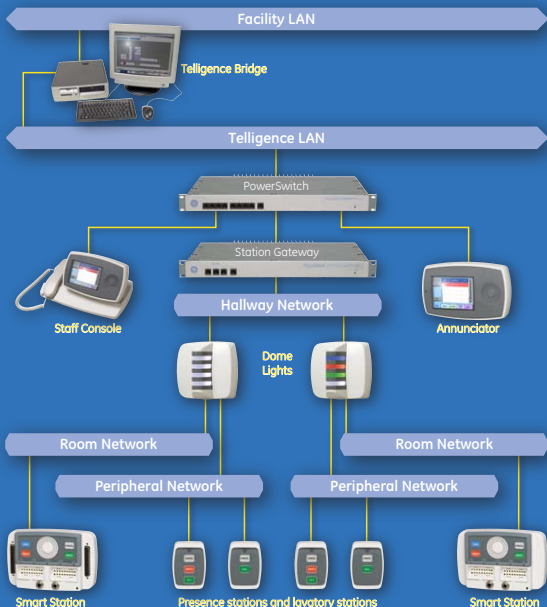 Facility LAN
Telligence Bridge
Telligence LAN
PowerSwitch
Station Gateway
Hallway Network
Staff Console
Annunciator
Dome
Lights
Room Network
Room Network
Peripheral Network
Peripheral Network
Smart Station
Presence stations and lavatory stations
Smart Station